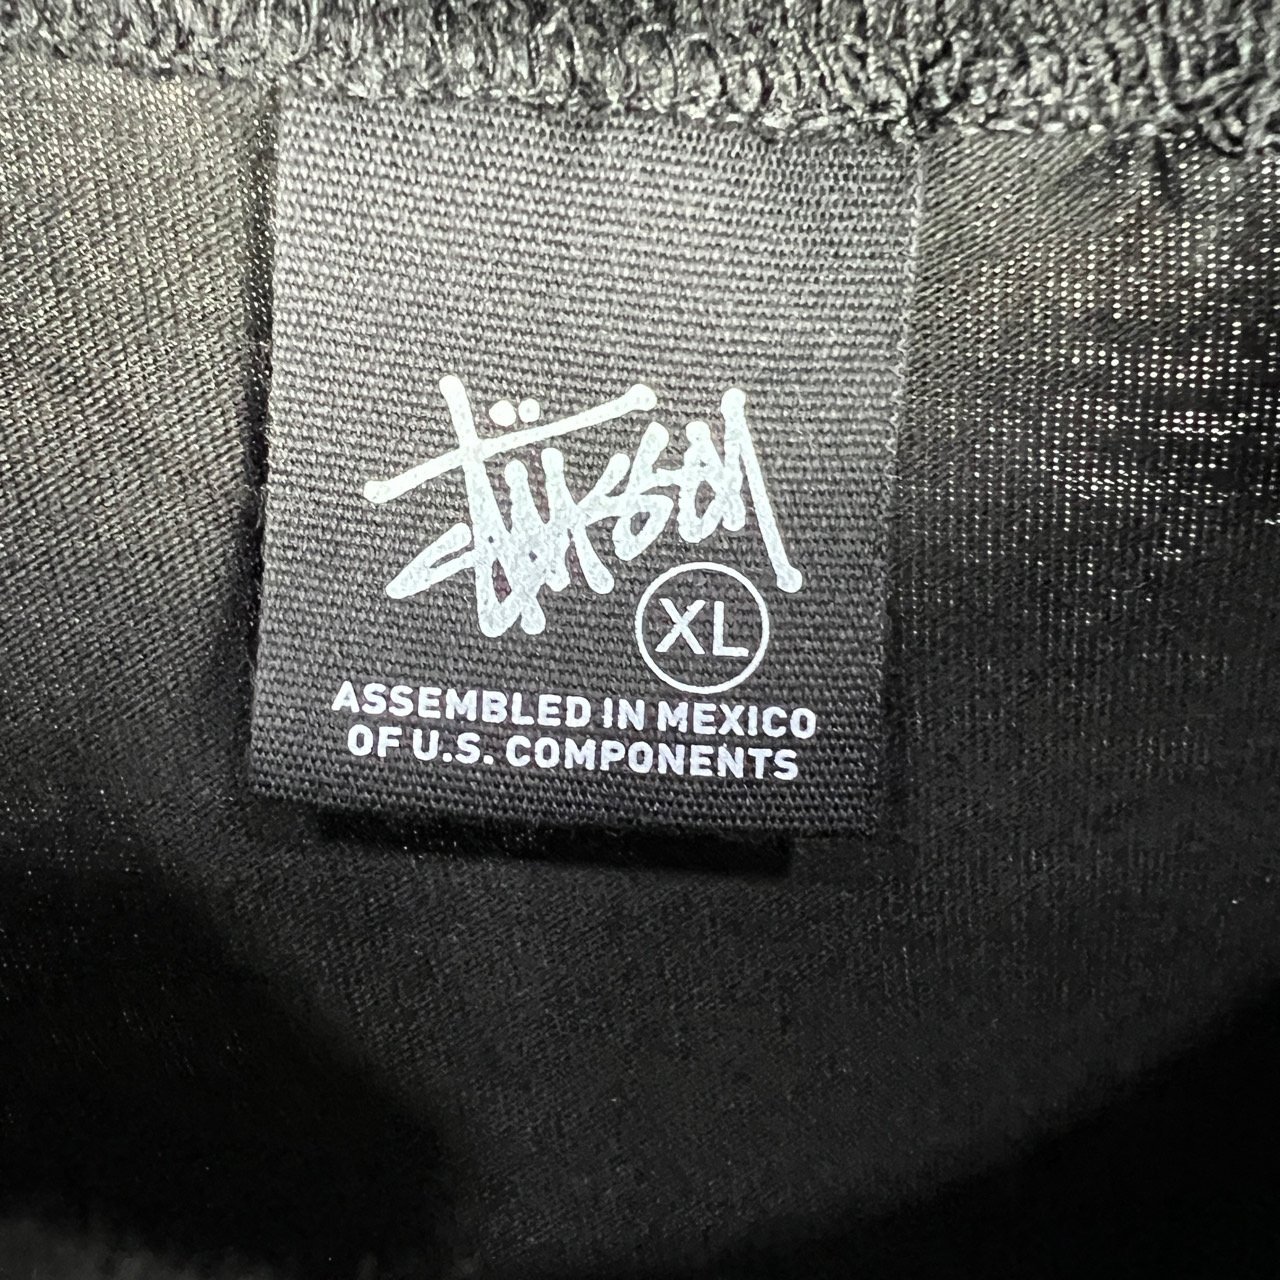 Stüssy
XL
ASSEMBLED IN MEXICO
OF U.S. COMPONENTS